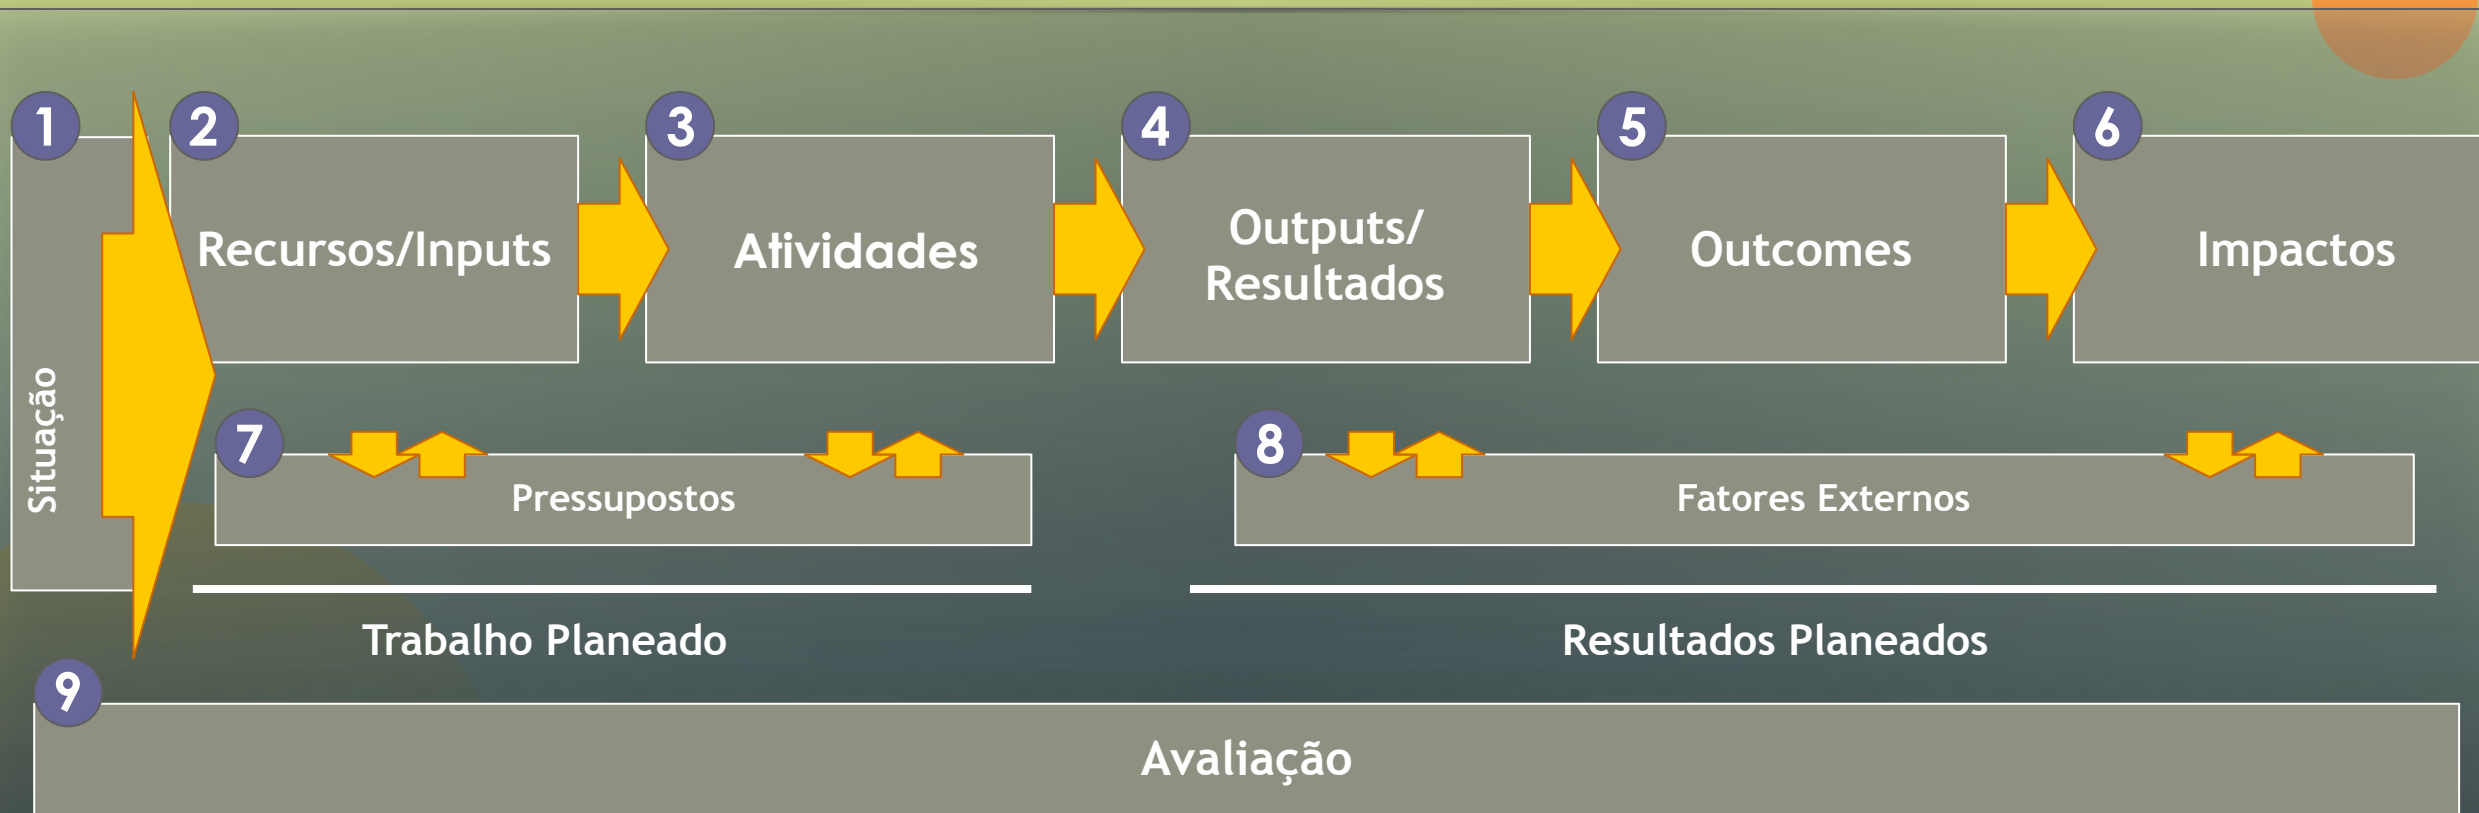 1
Situação
2
Recursos/Inputs
3
Atividades
4
Outputs/
Resultados
5
Outcomes
6
Impactos
7
Pressupostos
8
Fatores Externos
Trabalho Planeado
Resultados Planeados
9
Avaliação